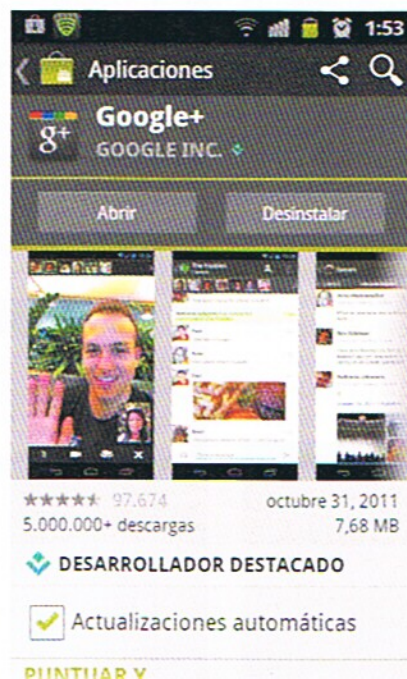 1:53
Aplicaciones
g+
Google+
GOOGLE INC.
Abrir
Desinstalar
97.674
octubre 31, 2011
5.000.000+ descargas
7,68 MB
DESARROLLADOR DESTACADO
Actualizaciones automáticas
PUNTUAR Y